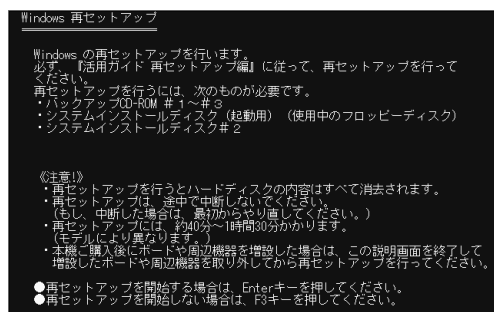 Windows 再セットアップ
Windows の再セットアップを行います。
必ず、『活用ガイド 再セットアップ編』に従って、再セットアップを行って
ください。
再セットアップを行うには、次のものが必要です。
・バックアップCD-ROM ＃１～＃３
・システムインストールディスク（起動用）（使用中のフロッピーディスク）
・システムインストールディスク＃２
《注意!》
・再セットアップを行うとハードディスクの内容はすべて消去されます。
・再セットアップは、途中で中断しないでください。
（もし、中断した場合は、最初からやり直してください。）
・再セットアップには、約40分～1時間30分かかります。
（モデルにより異なります。）
・本機ご購入後にボードや周辺機器を増設した場合は、この説明画面を終了して
増設したボードや周辺機器を取り外してから再セットアップを行ってください。
●再セットアップを開始する場合は、Enterキーを押してください。
●再セットアップを開始しない場合は、F3キーを押してください。